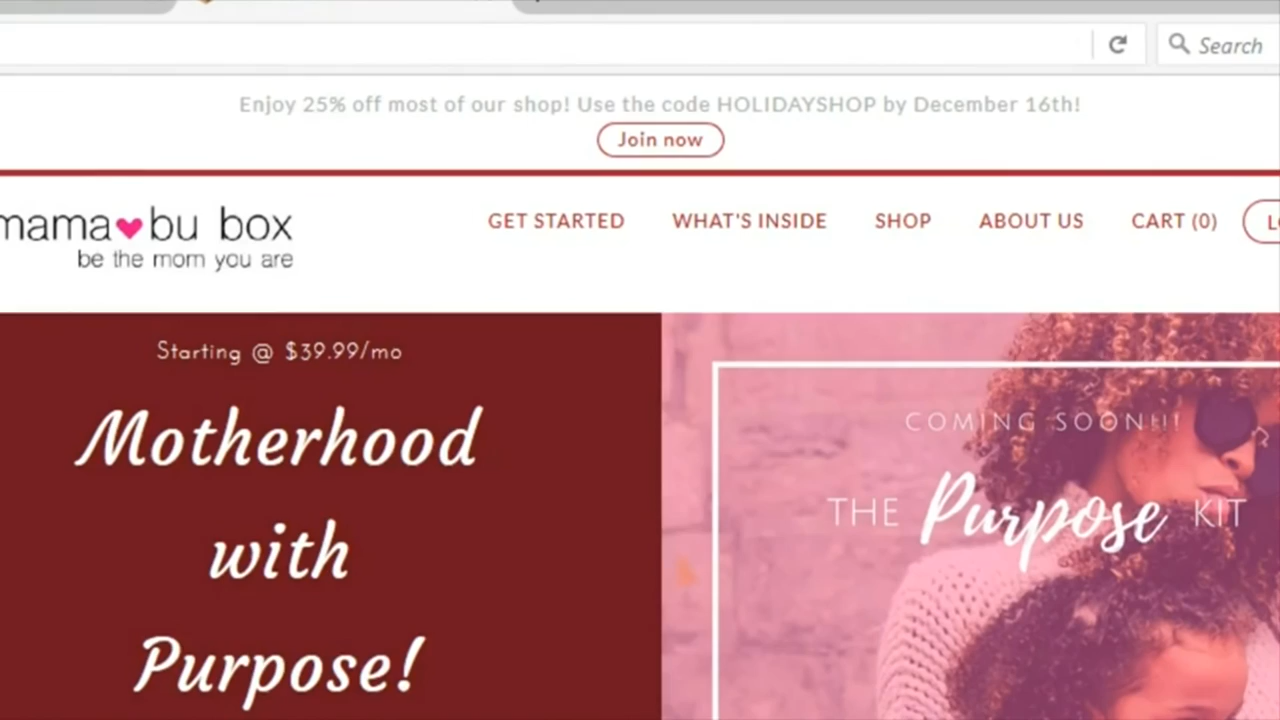 Search
Enjoy 25% off most of our shop! Use the code HOLIDAYSHOP by December 16th!
Join now
mama bu box
be the mom you are
GET STARTED
WHAT'S INSIDE
SHOP
ABOUT US
CART (0)
Starting @ $39.99/mo
Motherhood
with
Purpose!
COMING SOON!!!
THE Purpose KIT